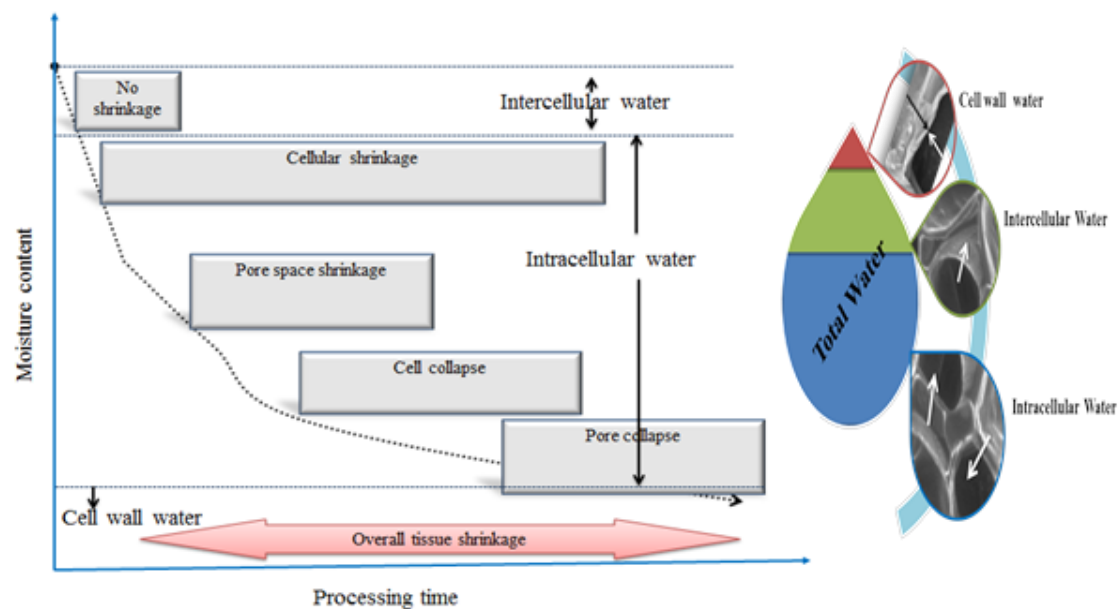 No
shrinkage
Intercellular water
Cellular shrinkage
Intracellular water
Pore space shrinkage
Cell collapse
Pore collapse
Cell wall water
Overall tissue shrinkage
Moisture content
Processing time
Total Water
Cell wall water
Intercellular Water
Intracellular Water